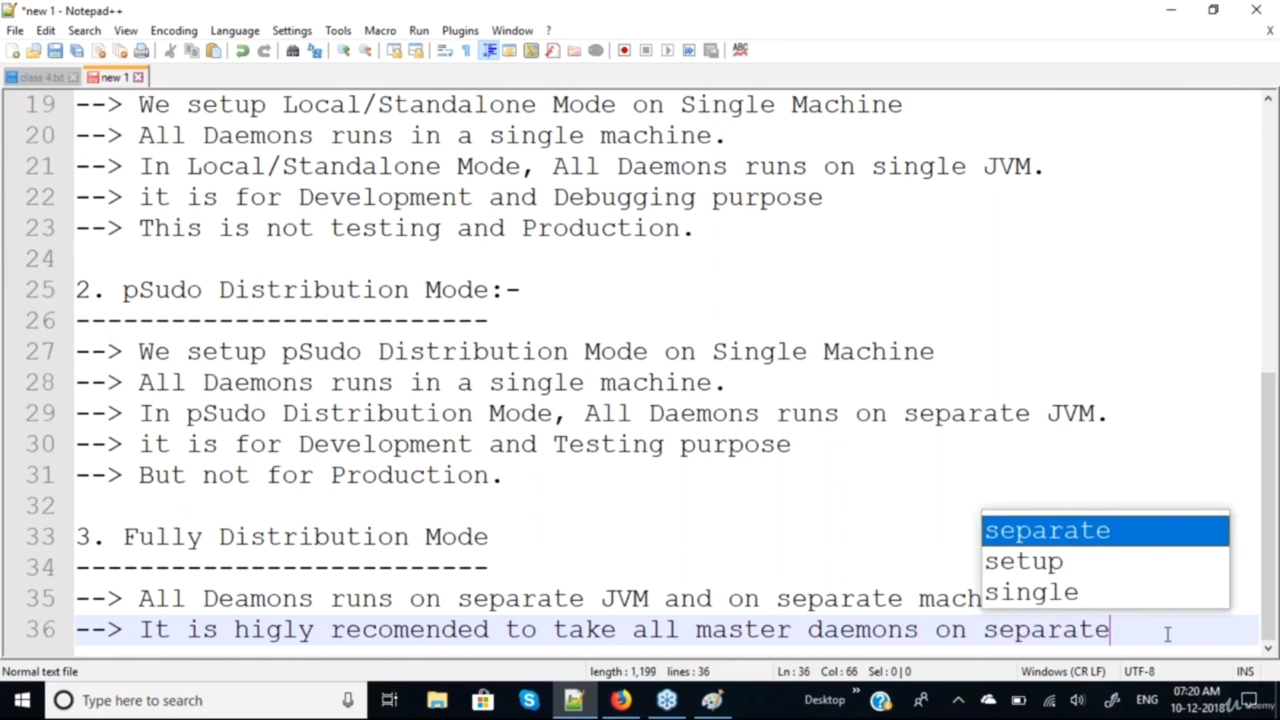 *new 1 - Notepad++
File Edit Search View Encoding Language Settings Tools Macro Run Plugins Window ? X
class 4.txt new 1
19 --> We setup Local/Standalone Mode on Single Machine
20 --> All Daemons runs in a single machine.
21 --> In Local/Standalone Mode, All Daemons runs on single JVM.
22 --> it is for Development and Debugging purpose
23 --> This is not testing and Production.
24
25 2. pSudo Distribution Mode:-
26 --------------------------
27 --> We setup pSudo Distribution Mode on Single Machine
28 --> All Daemons runs in a single machine.
29 --> In pSudo Distribution Mode, All Daemons runs on separate JVM.
30 --> it is for Development and Testing purpose
31 --> But not for Production.
32
33 3. Fully Distribution Mode
34 --------------------------
separate
setup
single
35 --> All Deamons runs on separate JVM and on separate mach
36 --> It is higly recomended to take all master daemons on separate
Normal text file length : 1,199 lines : 36 Ln : 36 Col : 66 Sel : 0 | 0 Windows (CR LF) UTF-8 INS
Type here to search Desktop ENG 07:20 AM
10-12-2018 Udemy